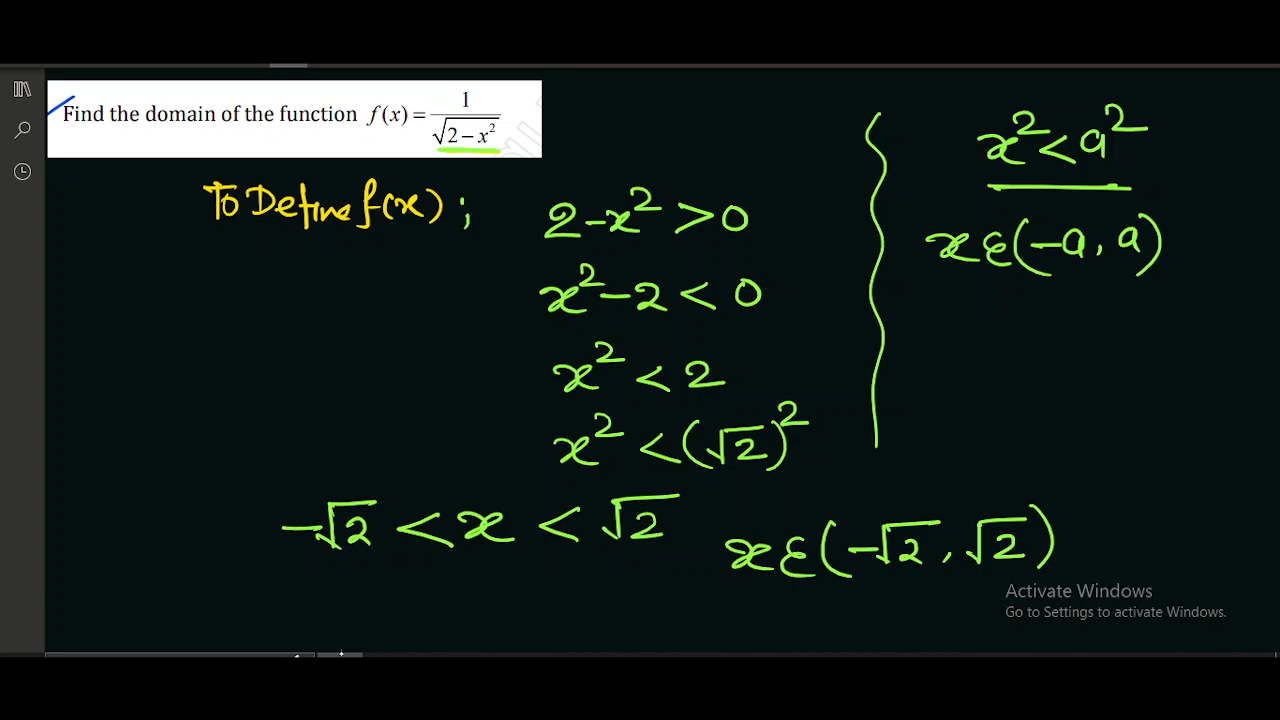 Find the domain of the function f(x) = 1/√(2 − x²)
To Define f(x) ;
2 - x² > 0
x² - 2 < 0
x² < 2
x² < (√2)²
-√2 < x < √2
x ε (-√2, √2)
x² < a²
x ε (-a, a)
Activate Windows
Go to Settings to activate Windows.